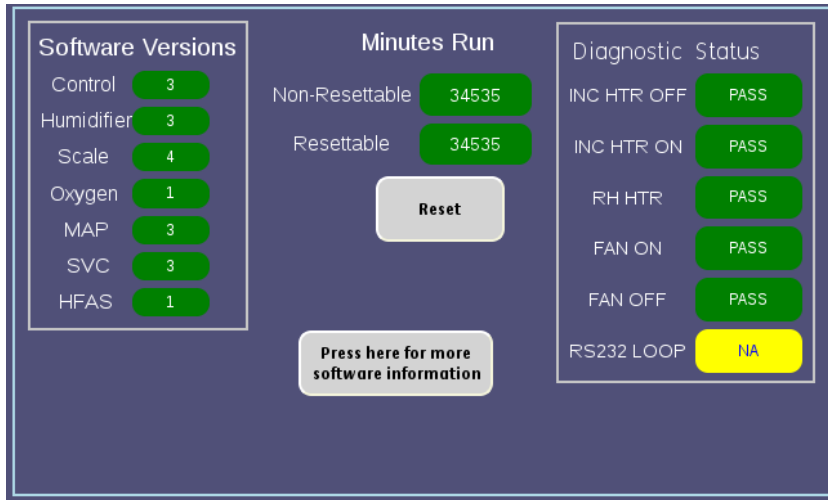 Software Versions
Control 3
Humidifier 3
Scale 4
Oxygen 1
MAP 3
SVC 3
HFAS 1
Minutes Run
Non-Resettable 34535
Resettable 34535
Reset
Press here for more
software information
Diagnostic Status
INC HTR OFF PASS
INC HTR ON PASS
RH HTR PASS
FAN ON PASS
FAN OFF PASS
RS232 LOOP NA